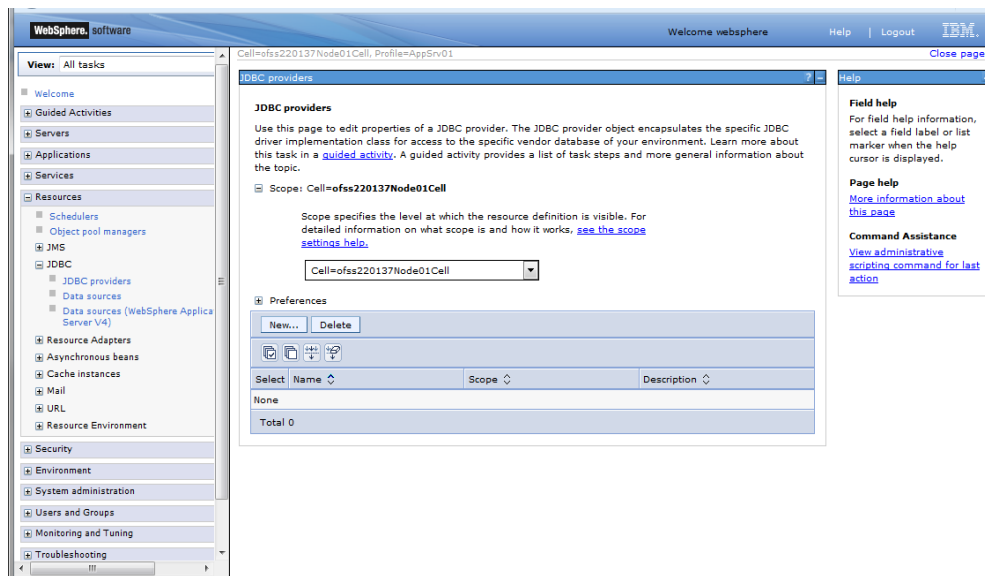 WebSphere. software
Welcome websphere
Help | Logout
IBM.
View: All tasks
Welcome
Guided Activities
Servers
Applications
Services
Resources
Schedulers
Object pool managers
JMS
JDBC
JDBC providers
Data sources
Data sources (WebSphere Applica
Server V4)
Resource Adapters
Asynchronous beans
Cache instances
Mail
URL
Resource Environment
Security
Environment
System administration
Users and Groups
Monitoring and Tuning
Troubleshooting
Cell=ofss220137Node01Cell, Profile=AppSrv01
Close page
JDBC providers
?
JDBC providers
Use this page to edit properties of a JDBC provider. The JDBC provider object encapsulates the specific JDBC
driver implementation class for access to the specific vendor database of your environment. Learn more about
this task in a guided activity. A guided activity provides a list of task steps and more general information about
the topic.
Scope: Cell=ofss220137Node01Cell
Scope specifies the level at which the resource definition is visible. For
detailed information on what scope is and how it works, see the scope
settings help.
Cell=ofss220137Node01Cell
Preferences
New... Delete
Select Name Scope Description
None
Total 0
Help
Field help
For field help information,
select a field label or list
marker when the help
cursor is displayed.
Page help
More information about
this page
Command Assistance
View administrative
scripting command for last
action